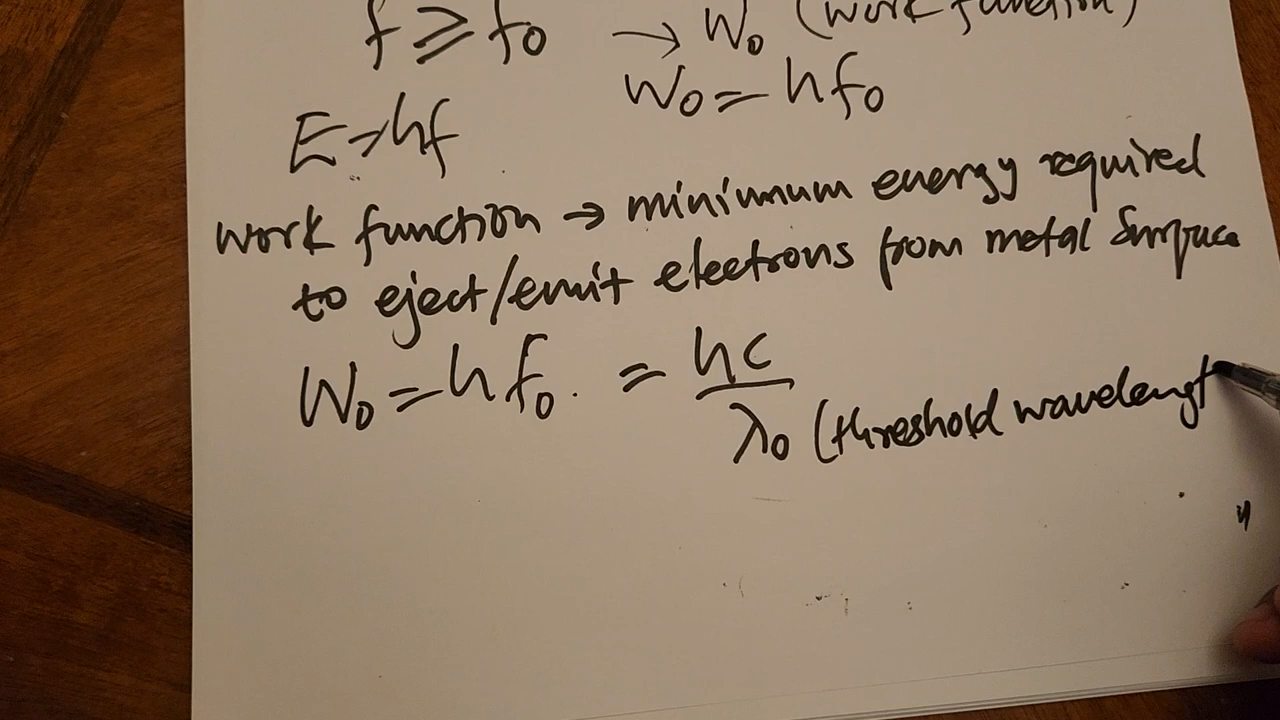 f ≥ f₀ → W₀ (work function)
W₀ = hf₀
E = hf
work function → minimum energy required
to eject/emit electrons from metal surface
W₀ = hf₀. = hc/λ₀ (threshold wavelengt